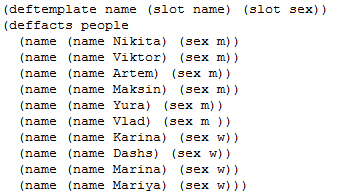 (deftemplate name (slot name) (slot sex))
(deffacts people
(name (name Nikita) (sex m))
(name (name Viktor) (sex m))
(name (name Artem) (sex m))
(name (name Maksin) (sex m))
(name (name Yura) (sex m))
(name (name Vlad) (sex m ))
(name (name Karina) (sex w))
(name (name Dashs) (sex w))
(name (name Marina) (sex w))
(name (name Mariya) (sex w)))